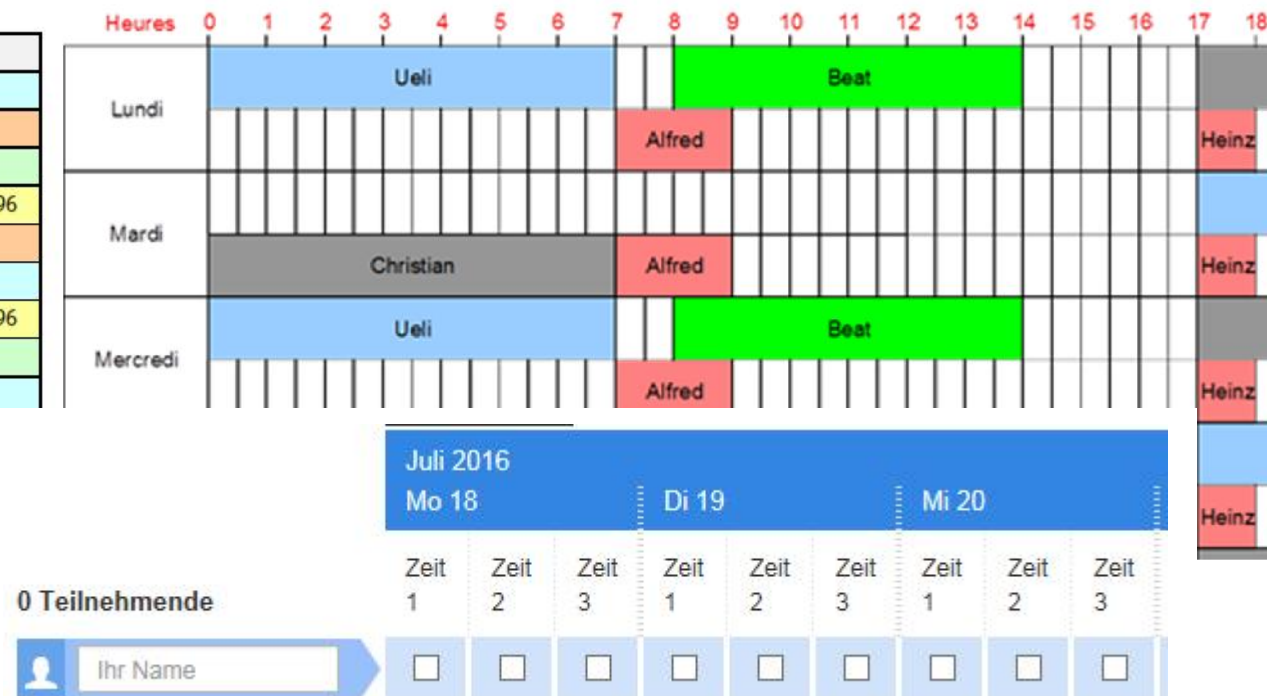 Heures 0 1 2 3 4 5 6 7 8 9 10 11 12 13 14 15 16 17 18
Ueli Beat
Lundi
Alfred Heinz
96
Mardi
Christian Alfred Heinz
96
Ueli Beat
Mercredi
Alfred Heinz
Juli 2016
Mo 18 Di 19 Mi 20
Heinz
Zeit Zeit Zeit Zeit Zeit Zeit Zeit Zeit Zeit
0 Teilnehmende 1 2 3 1 2 3 1 2 3
Ihr Name